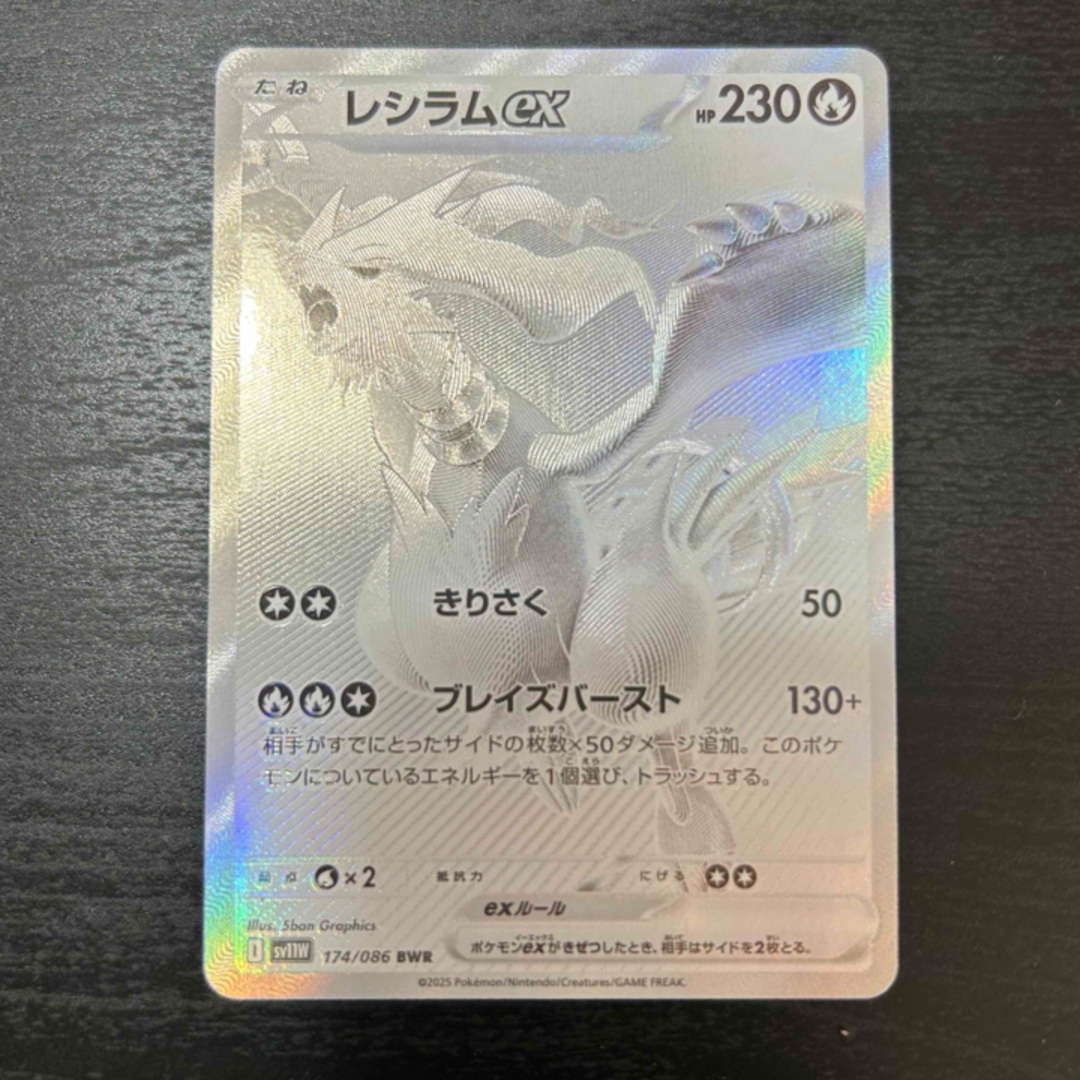 たね レシラムex HP230
きりさく 50
ブレイズバースト 130+
相手がすでにとったサイドの枚数×50ダメージ追加。このポケ
モンについているエネルギーを1個選び、トラッシュする。
×2 抵抗力 にげる
exルール
Illus. 5ban Graphics
ポケモンexがきぜつしたとき、相手はサイドを2枚とる。
I sv11W 174/086 BWR
©2025 Pokémon/Nintendo/Creatures/GAME FREAK.